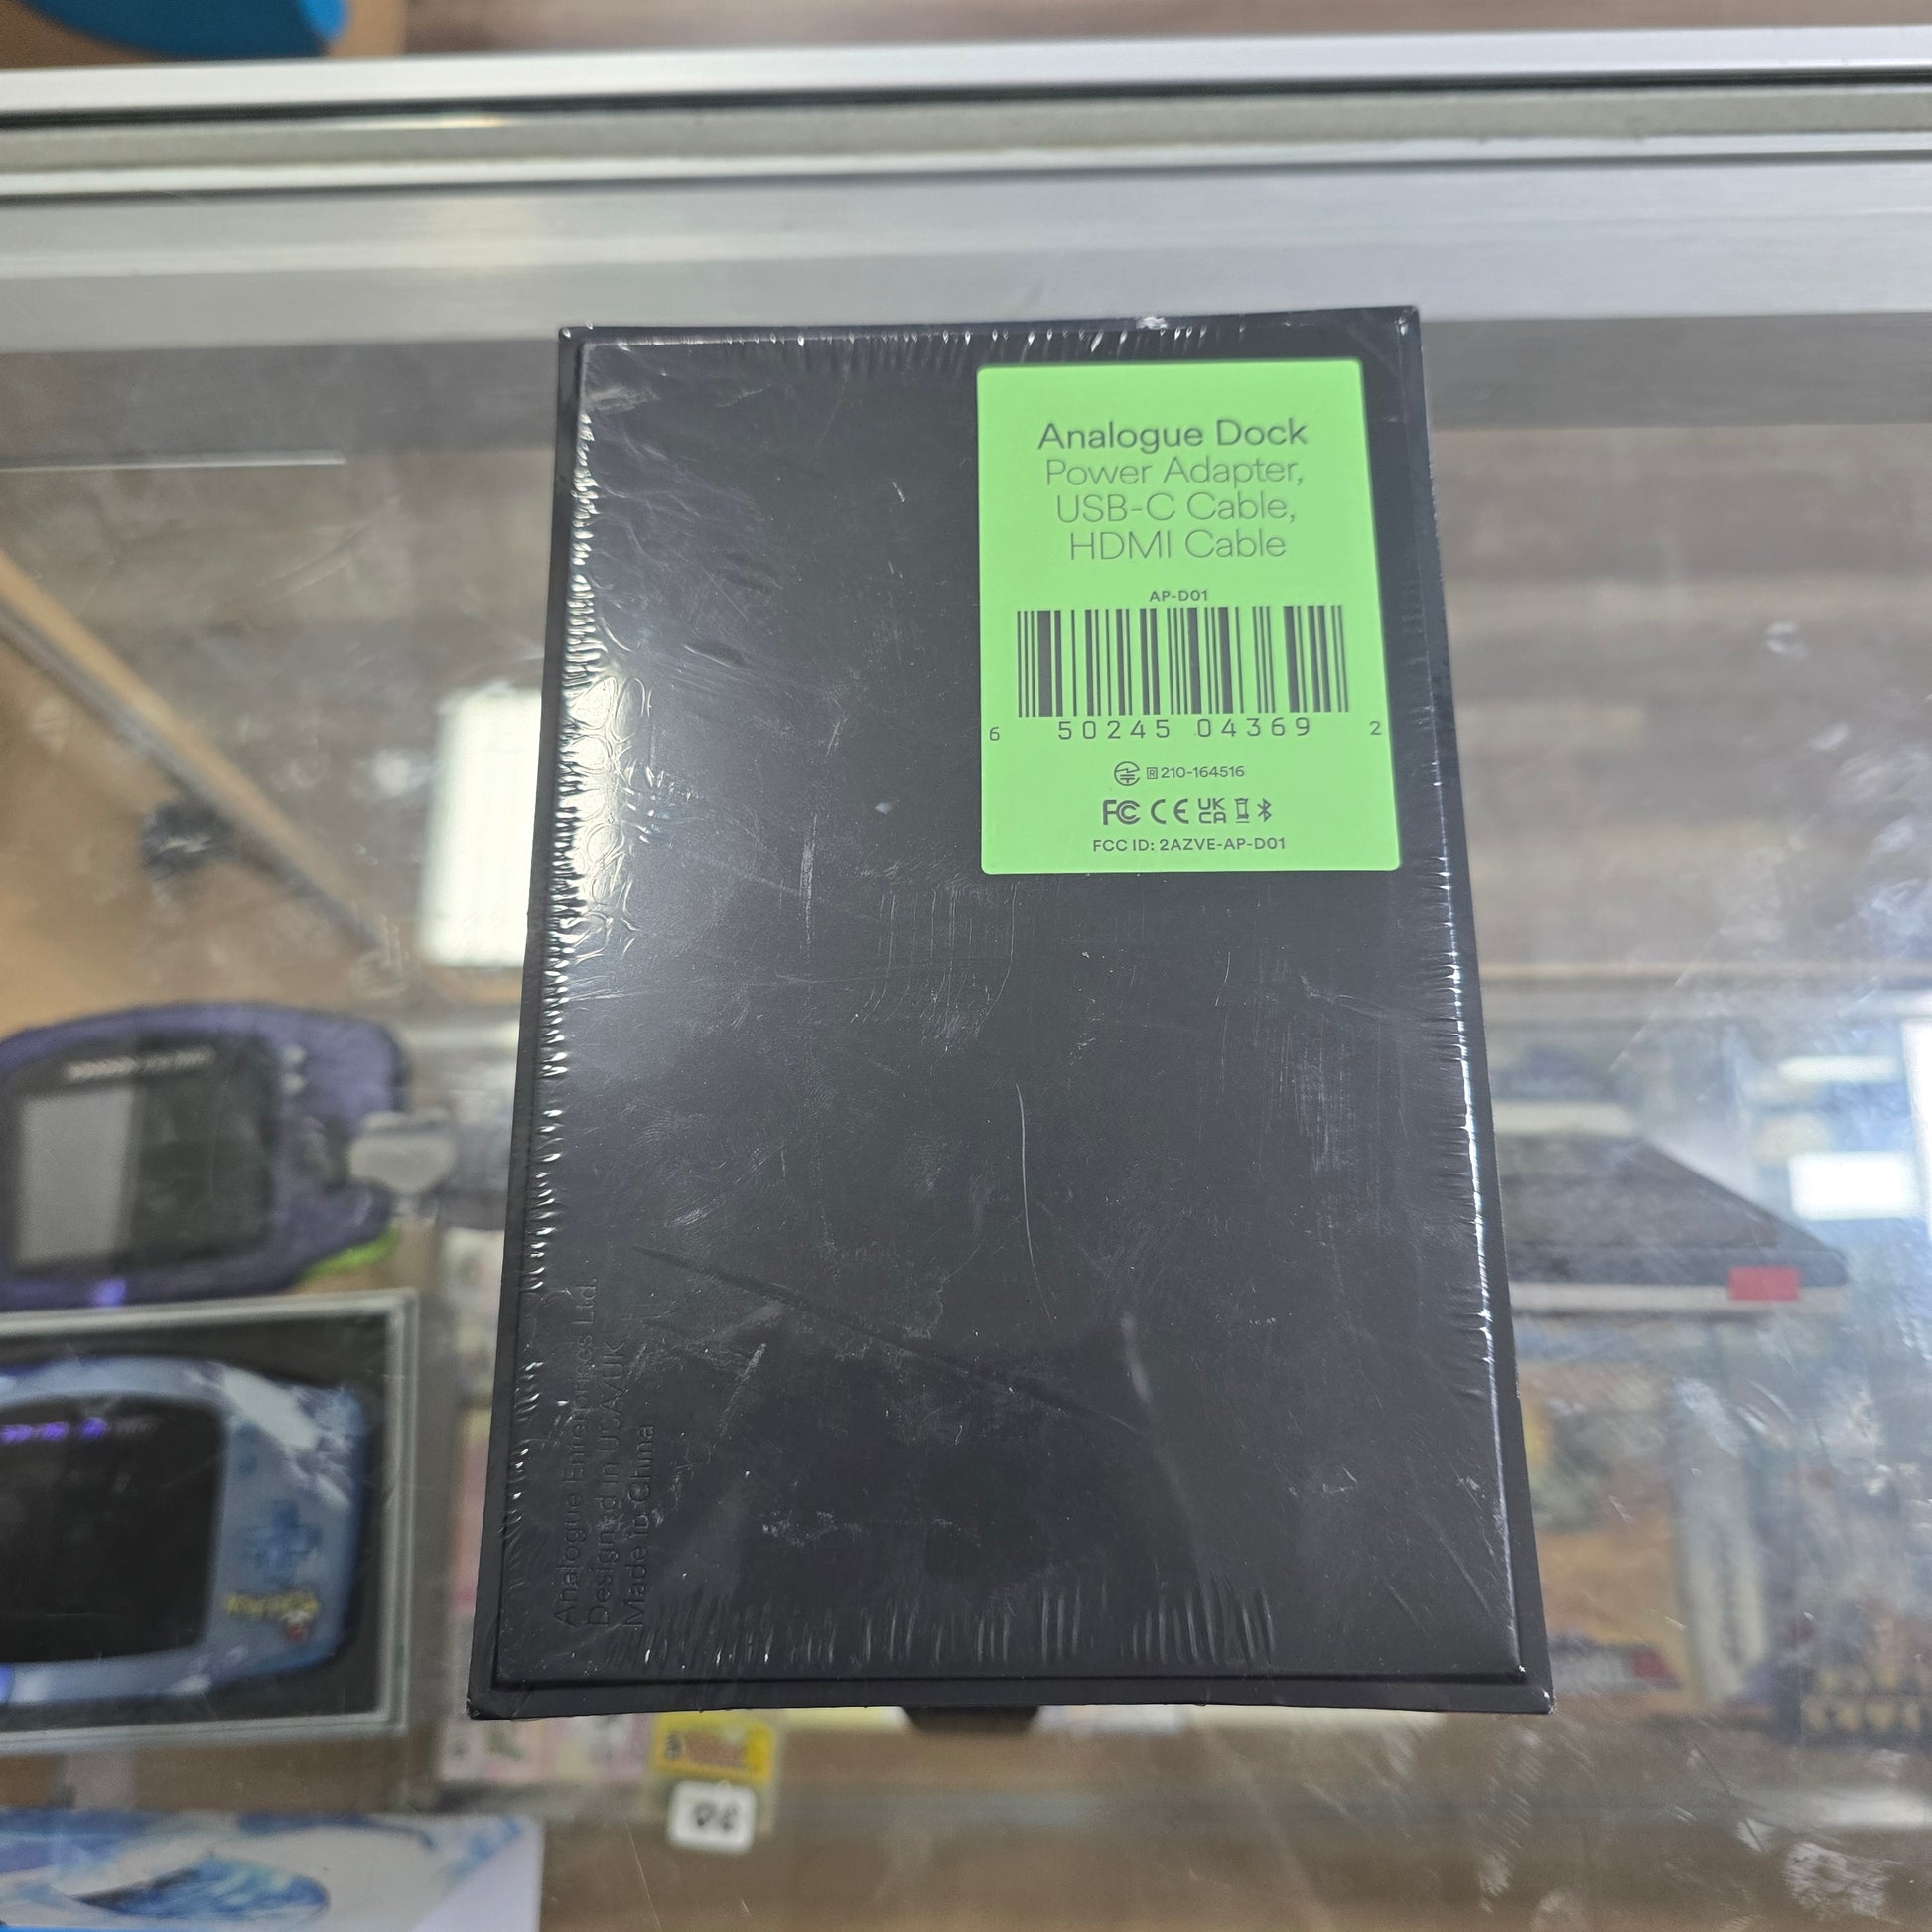 Analogue Dock
Power Adapter,
USB-C Cable,
HDMI Cable
AP-D01
6 50245 04369 2
R 210-164516
FC CE UK CA
FCC ID: 2AZVE-AP-D01
Analogue Enterprises Ltd.
Designed in USA/UK
Made in China